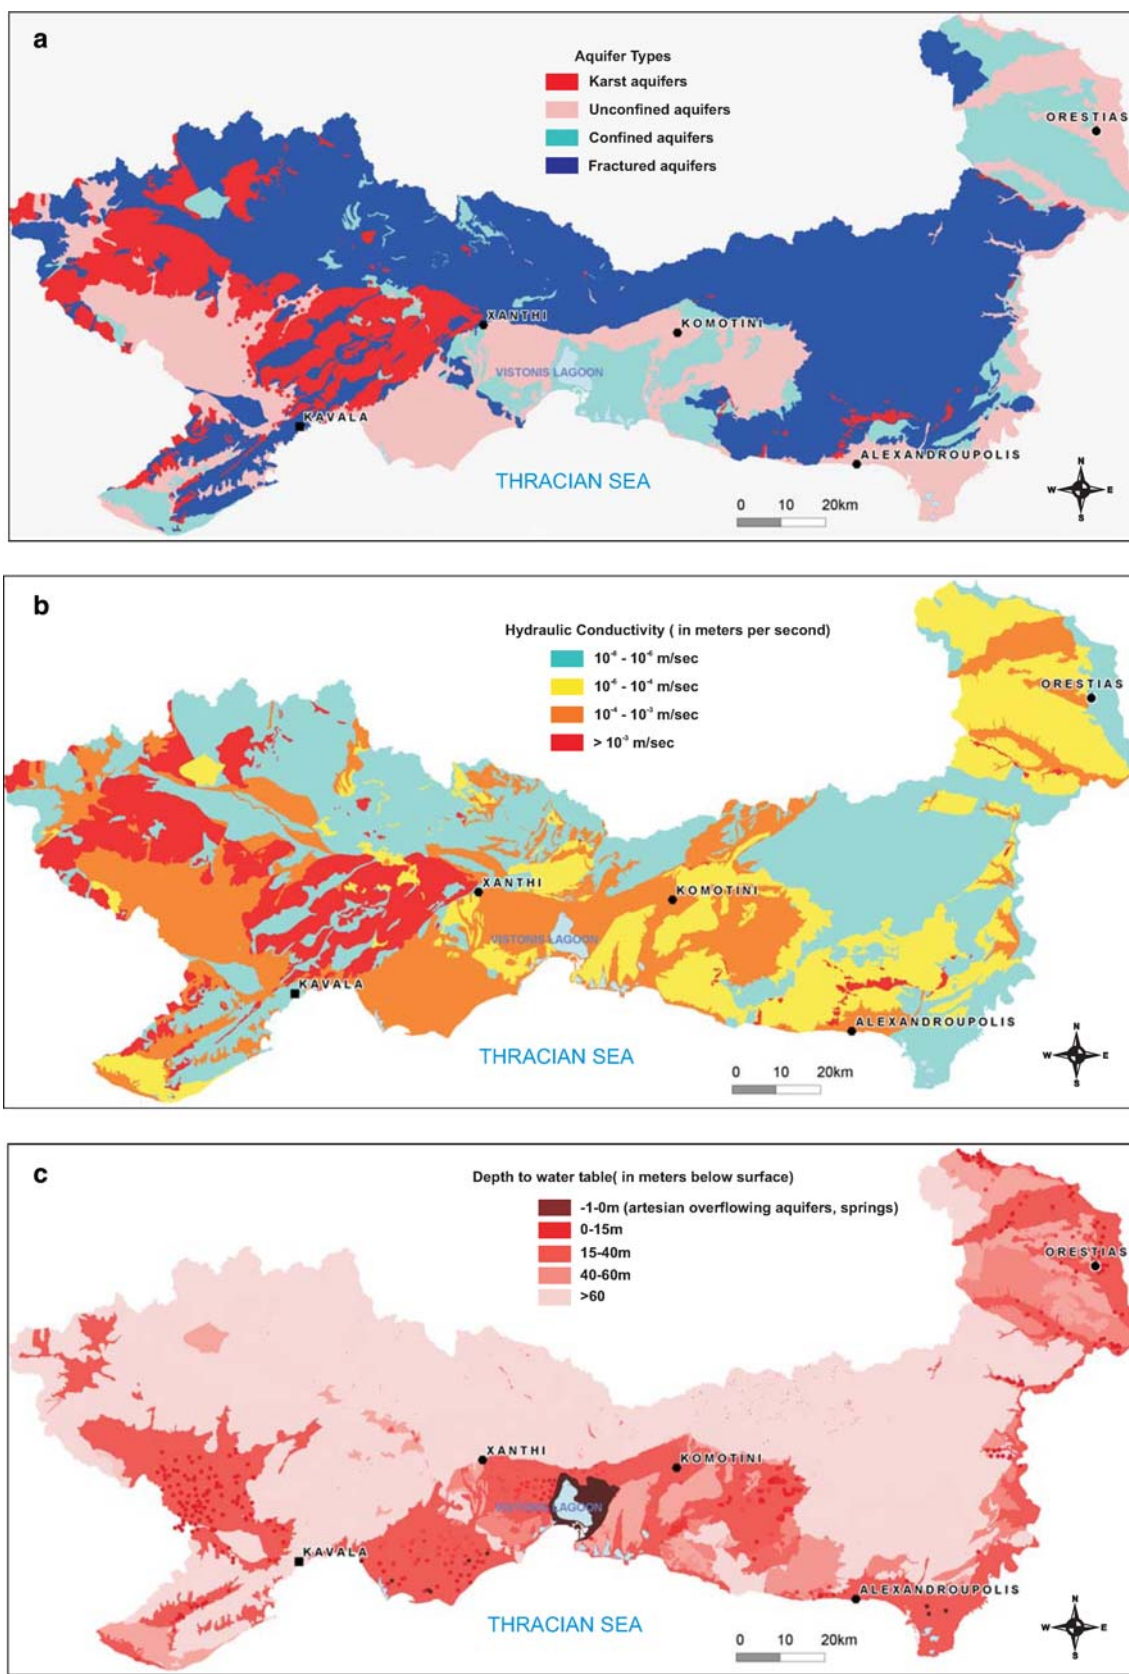 a
Aquifer Types
Karst aquifers
Unconfined aquifers
Confined aquifers
Fractured aquifers
ORESTIAS
XANTHI
KOMOTINI
VISTONIS LAGOON
KAVALA
ALEXANDROUPOLIS
THRACIAN SEA
0 10 20km
N
W E
S
b
Hydraulic Conductivity ( in meters per second)
10⁻⁸ - 10⁻⁶ m/sec
10⁻⁶ - 10⁻⁴ m/sec
10⁻⁴ - 10⁻³ m/sec
> 10⁻³ m/sec
ORESTIAS
XANTHI
KOMOTINI
VISTONIS LAGOON
KAVALA
ALEXANDROUPOLIS
THRACIAN SEA
0 10 20km
N
W E
S
c
Depth to water table( in meters below surface)
-1-0m (artesian overflowing aquifers, springs)
0-15m
15-40m
40-60m
>60
ORESTIAS
XANTHI
KOMOTINI
VISTONIS LAGOON
KAVALA
ALEXANDROUPOLIS
THRACIAN SEA
0 10 20km
N
W E
S